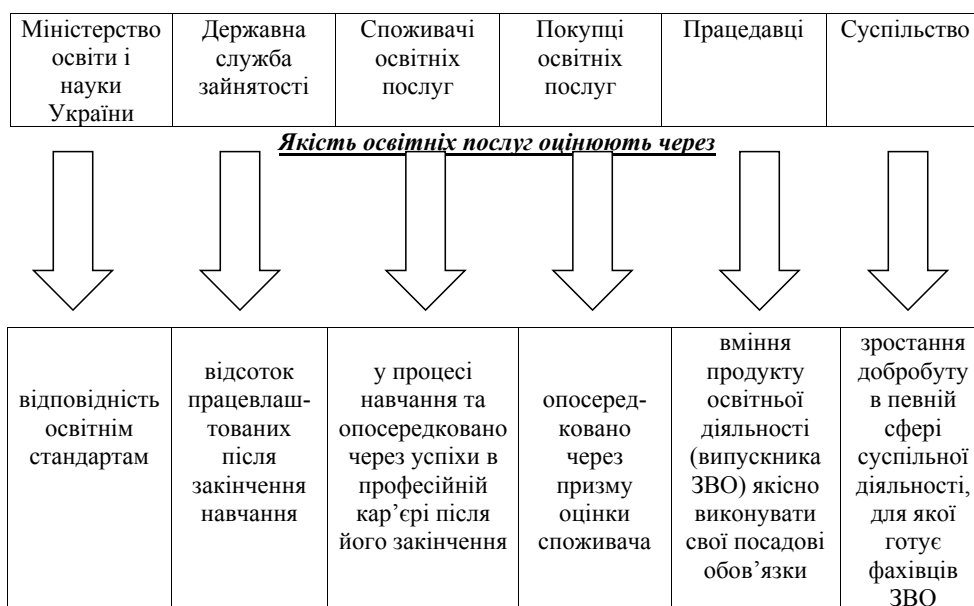 Міністерство
освіти і
науки
України
Державна
служба
зайнятості
Споживачі
освітніх
послуг
Покупці
освітніх
послуг
Працедавці
Суспільство
Якість освітніх послуг оцінюють через
відповідність
освітнім
стандартам
відсоток
працевлаш-
тованих
після
закінчення
навчання
у процесі
навчання та
опосередковано
через успіхи в
професійній
кар’єрі після
його закінчення
опосеред-
ковано
через
призму
оцінки
споживача
вміння
продукту
освітньої
діяльності
(випускника
ЗВО) якісно
виконувати
свої посадові
обов’язки
зростання
добробуту
в певній
сфері
суспільної
діяльності,
для якої
готує
фахівців
ЗВО